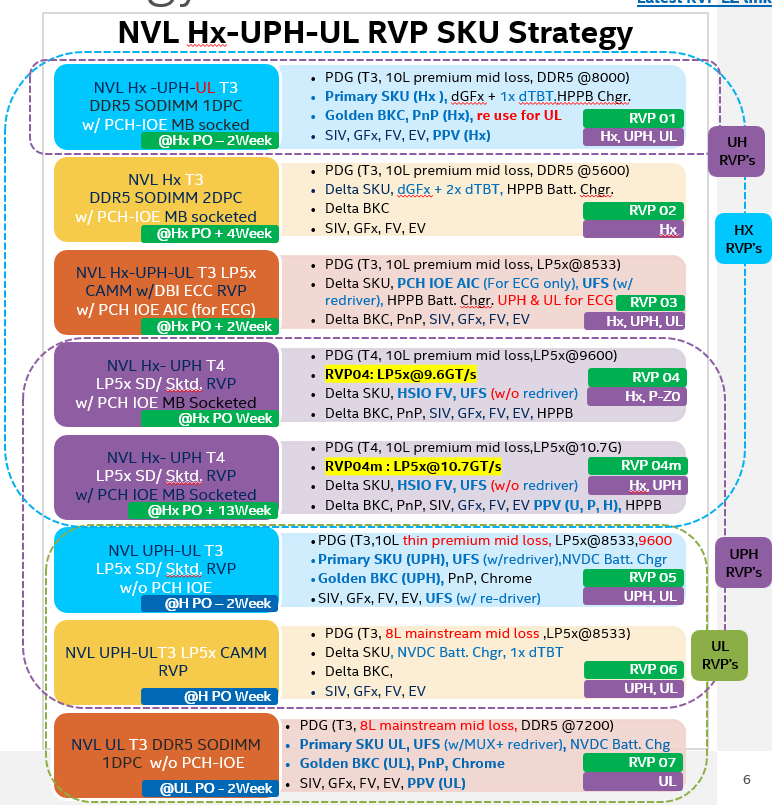 Latest RVP LZ link
NVL Hx-UPH-UL RVP SKU Strategy
NVL Hx -UPH-UL T3
DDR5 SODIMM 1DPC
w/ PCH-IOE MB socked
@Hx PO – 2Week
• PDG (T3, 10L premium mid loss, DDR5 @8000)
• Primary SKU (Hx ), dGFx + 1x dTBT,HPPB Chgr.
• Golden BKC, PnP (Hx), re use for UL
• SIV, GFx, FV, EV, PPV (Hx)
RVP 01
Hx, UPH, UL
UH
RVP's
NVL Hx T3
DDR5 SODIMM 2DPC
w/ PCH-IOE MB socketed
@Hx PO + 4Week
• PDG (T3, 10L premium mid loss, DDR5 @5600)
• Delta SKU, dGFx + 2x dTBT, HPPB Batt. Chgr.
• Delta BKC
• SIV, GFx, FV, EV
RVP 02
Hx
HX
RVP's
NVL Hx-UPH-UL T3 LP5x
CAMM w/DBI ECC RVP
w/ PCH IOE AIC (for ECG)
@Hx PO + 2Week
• PDG (T3, 10L premium mid loss, LP5x@8533)
• Delta SKU, PCH IOE AIC (For ECG only), UFS (w/
redriver), HPPB Batt. Chgr. UPH & UL for ECG
• Delta BKC, PnP, SIV, GFx, FV, EV
RVP 03
Hx, UPH, UL
NVL Hx- UPH T4
LP5x SD/ Sktd. RVP
w/ PCH IOE MB Socketed
@Hx PO Week
• PDG (T4, 10L premium mid loss,LP5x@9600)
• RVP04: LP5x@9.6GT/s
• Delta SKU, HSIO FV, UFS (w/o redriver)
• Delta BKC, PnP, SIV, GFx, FV, EV, HPPB
RVP 04
Hx, P-Z0
NVL Hx- UPH T4
LP5x SD/ Sktd. RVP
w/ PCH IOE MB Socketed
@Hx PO + 13Week
• PDG (T4, 10L premium mid loss,LP5x@10.7G)
• RVP04m : LP5x@10.7GT/s
• Delta SKU, HSIO FV, UFS (w/o redriver)
• Delta BKC, PnP, SIV, GFx, FV, EV PPV (U, P, H), HPPB
RVP 04m
Hx, UPH
NVL UPH-UL T3
LP5x SD/ Sktd. RVP
w/o PCH IOE
@H PO – 2Week
•PDG (T3,10L thin premium mid loss, LP5x@8533,9600
•Primary SKU (UPH), UFS (w/redriver),NVDC Batt. Chgr
•Golden BKC (UPH), PnP, Chrome
•SIV, GFx, FV, EV, UFS (w/ re-driver)
RVP 05
UPH, UL
UPH
RVP's
NVL UPH-ULT3 LP5x CAMM
RVP
@H PO Week
• PDG (T3, 8L mainstream mid loss ,LP5x@8533)
• Delta SKU, NVDC Batt. Chgr, 1x dTBT
• Delta BKC,
• SIV, GFx, FV, EV
RVP 06
UPH, UL
UL
RVP's
NVL UL T3 DDR5 SODIMM
1DPC w/o PCH-IOE
@UL PO - 2Week
• PDG (T3, 8L mainstream mid loss, DDR5 @7200)
• Primary SKU UL, UFS (w/MUX+ redriver), NVDC Batt. Chg
• Golden BKC (UL), PnP, Chrome
• SIV, GFx, FV, EV, PPV (UL)
RVP 07
UL
6